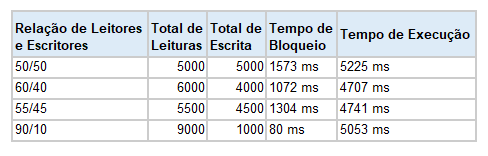 Relação de Leitores e Escritores | Total de Leituras | Total de Escrita | Tempo de Bloqueio | Tempo de Execução
50/50 | 5000 | 5000 | 1573 ms | 5225 ms
60/40 | 6000 | 4000 | 1072 ms | 4707 ms
55/45 | 5500 | 4500 | 1304 ms | 4741 ms
90/10 | 9000 | 1000 | 80 ms | 5053 ms